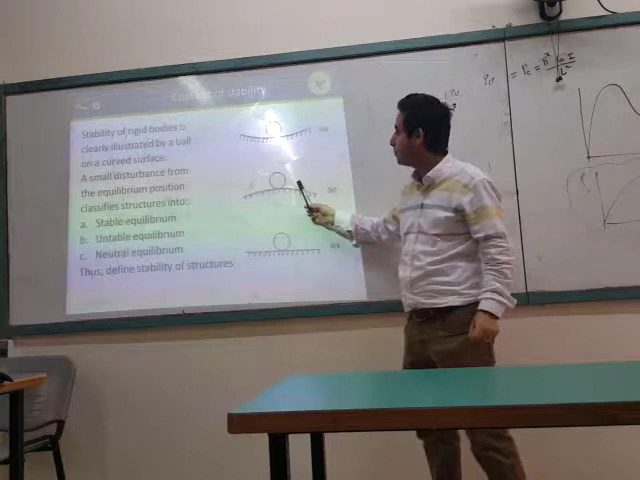 Concept of stability
Stability of rigid bodies is
clearly illustrated by a ball
on a curved surface.
A small disturbance from
the equilibrium position
classifies structures into:
a. Stable equilibrium
b. Untable equilibrium
c. Neutral equilibrium
Thus, define stability of structures